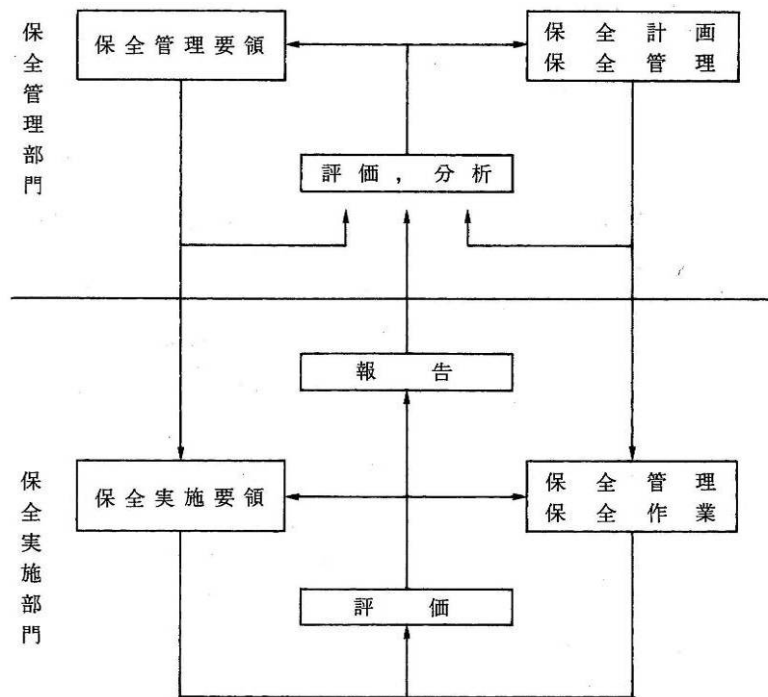 保全管理部門
保全管理要領
保全計画
保全管理
評価，分析
報告
保全実施部門
保全実施要領
保全管理
保全作業
評価